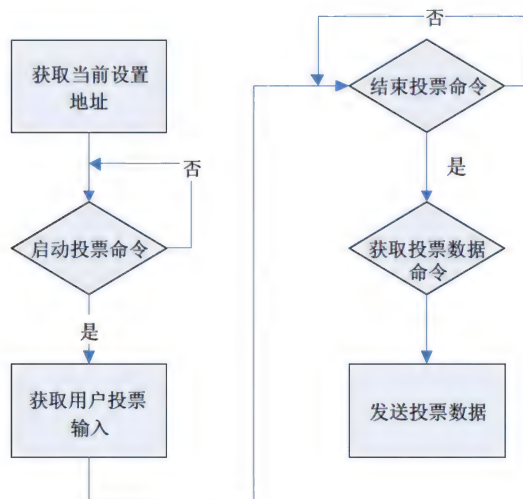 获取当前设置
地址
否
启动投票命令
是
获取用户投票
输入
否
结束投票命令
是
获取投票数据
命令
发送投票数据